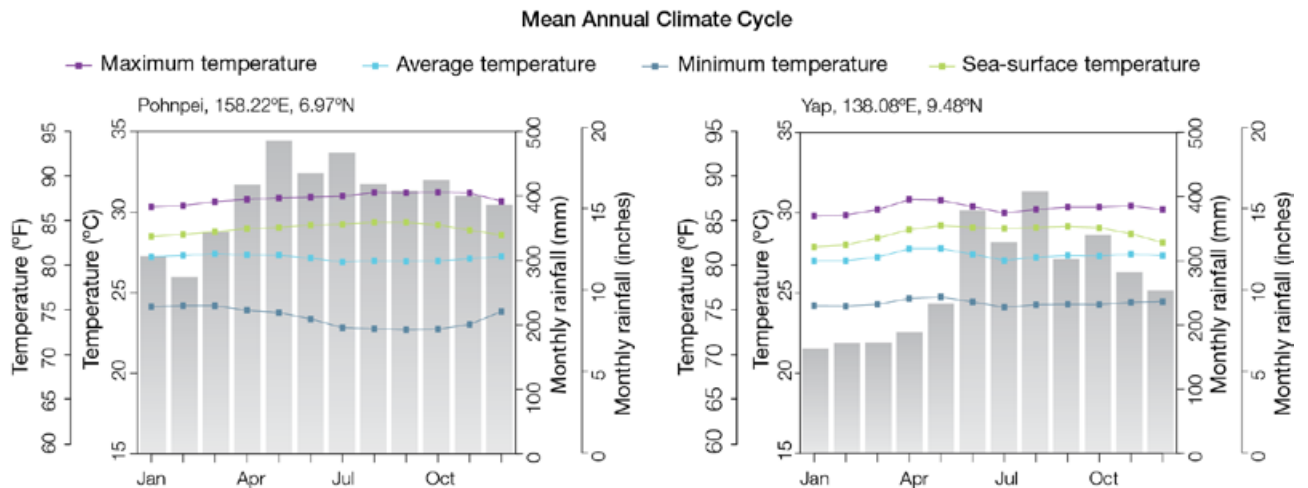 Mean Annual Climate Cycle
Maximum temperature
Average temperature
Minimum temperature
Sea-surface temperature
Pohnpei, 158.22ºE, 6.97ºN
Temperature (ºF)
95
90
85
80
75
70
65
60
Temperature (ºC)
35
30
25
20
15
Jan
Apr
Jul
Oct
500
400
300
200
100
0
Monthly rainfall (mm)
20
15
10
5
0
Monthly rainfall (inches)
Yap, 138.08ºE, 9.48ºN
Temperature (ºF)
95
90
85
80
75
70
65
60
Temperature (ºC)
35
30
25
20
15
Jan
Apr
Jul
Oct
500
400
300
200
100
0
Monthly rainfall (mm)
20
15
10
5
0
Monthly rainfall (inches)